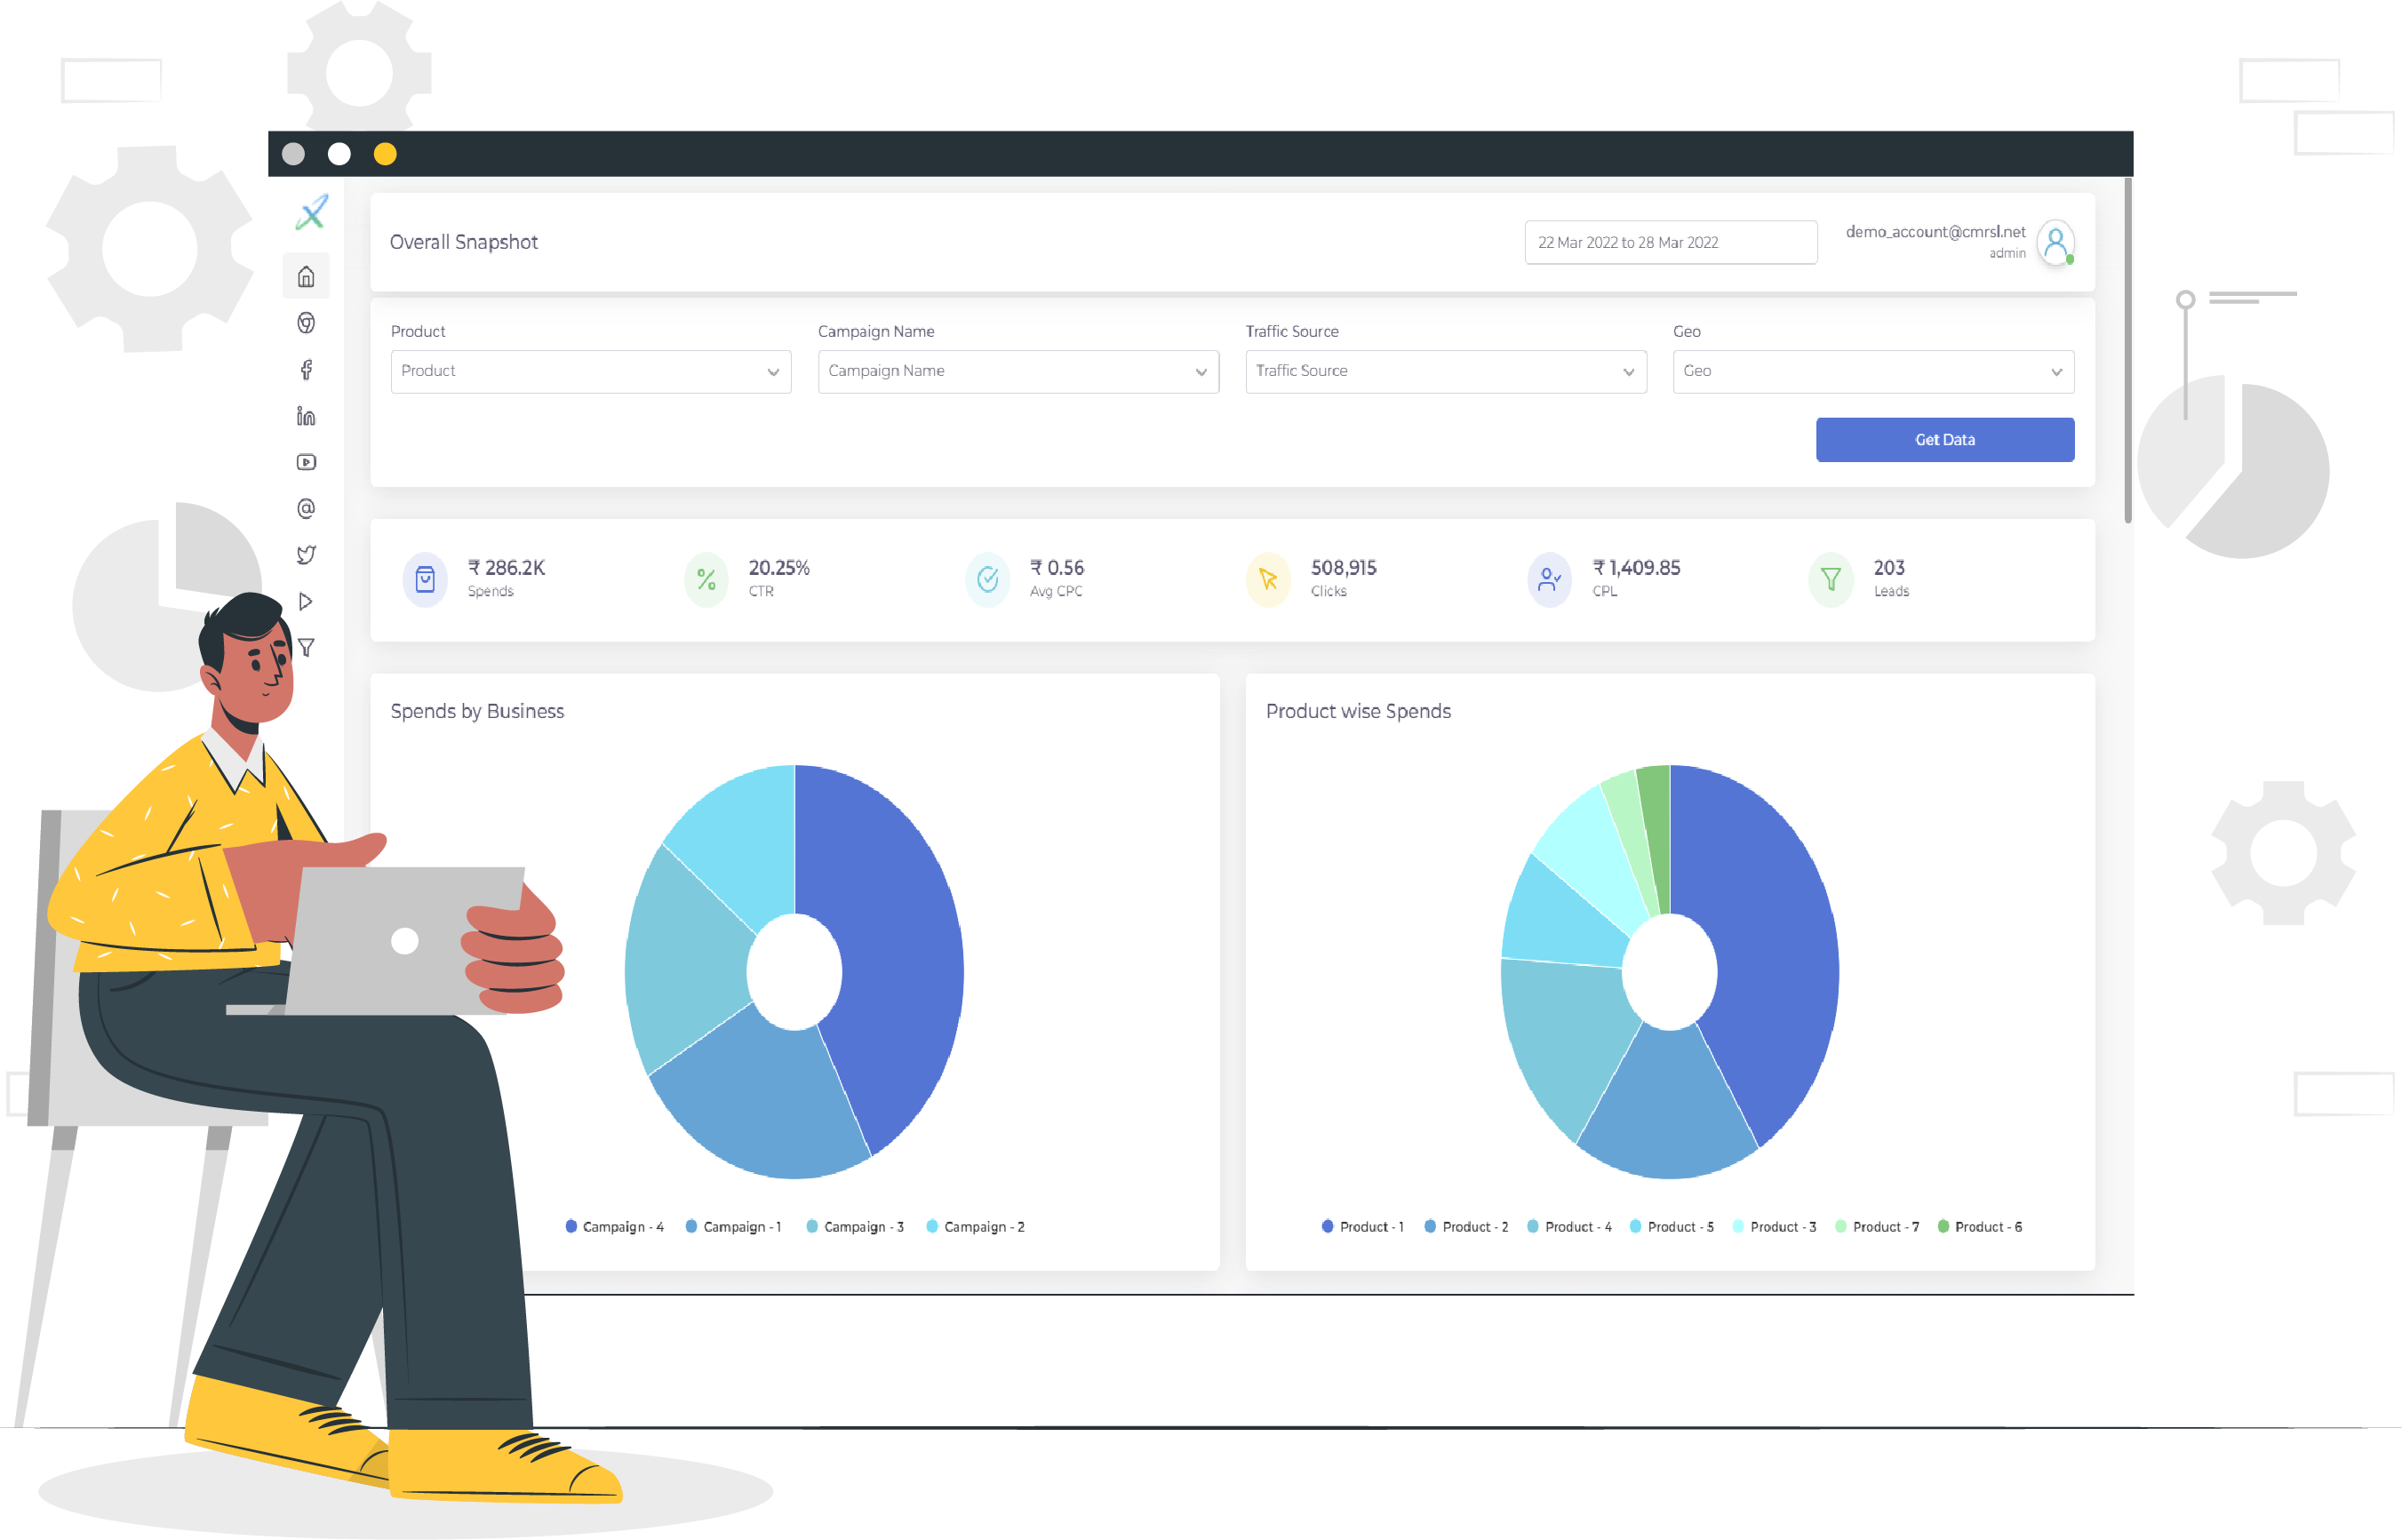 Overall Snapshot
22 Mar 2022 to 28 Mar 2022
demo_account@cmrsl.net
admin
Product
Campaign Name
Traffic Source
Geo
Product
Campaign Name
Traffic Source
Geo
Get Data
₹ 286.2K
Spends
20.25%
CTR
₹ 0.56
Avg CPC
508,915
Clicks
₹ 1,409.85
CPL
203
Leads
Spends by Business
Product wise Spends
Campaign - 4
Campaign - 1
Campaign - 3
Campaign - 2
Product - 1
Product - 2
Product - 4
Product - 5
Product - 3
Product - 7
Product - 6